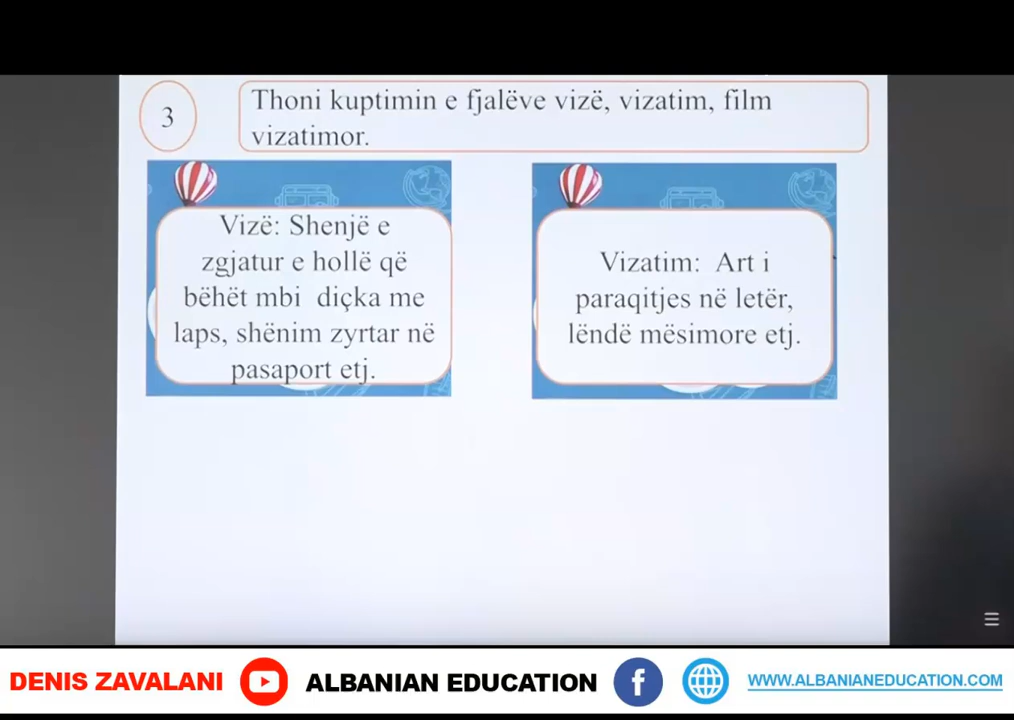 3
Thoni kuptimin e fjalëve vizë, vizatim, film
vizatimor.
Vizë: Shenjë e
zgjatur e hollë që
bëhët mbi diçka me
laps, shënim zyrtar në
pasaport etj.
Vizatim: Art i
paraqitjes në letër,
lëndë mësimore etj.
DENIS ZAVALANI
ALBANIAN EDUCATION
f
WWW.ALBANIANEDUCATION.COM